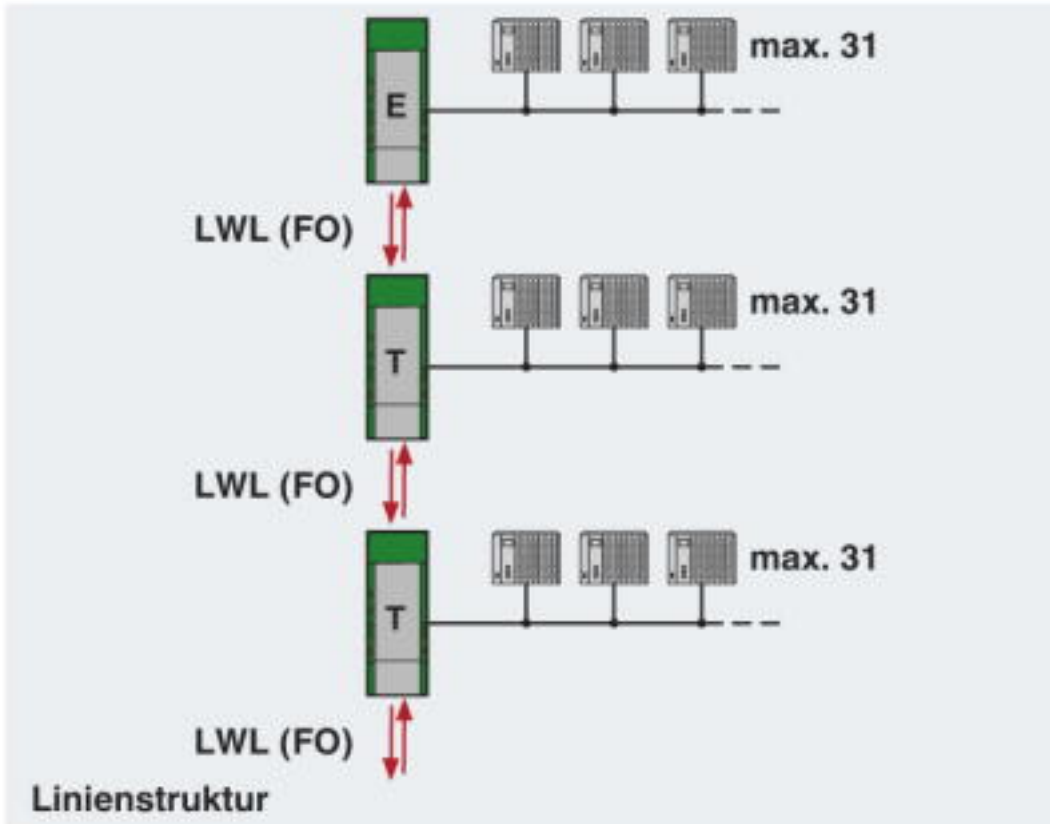 max. 31
E
LWL (FO)
max. 31
T
LWL (FO)
max. 31
T
LWL (FO)
Linienstruktur